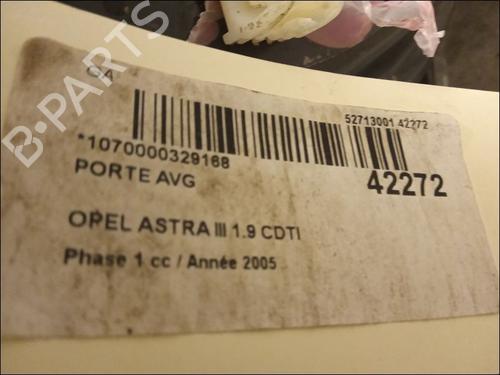 B-PARTS
CA
52713001 42272
*1070000329168
PORTE AVG
42272
OPEL ASTRA III 1.9 CDTI
Phase 1 cc / Année 2005